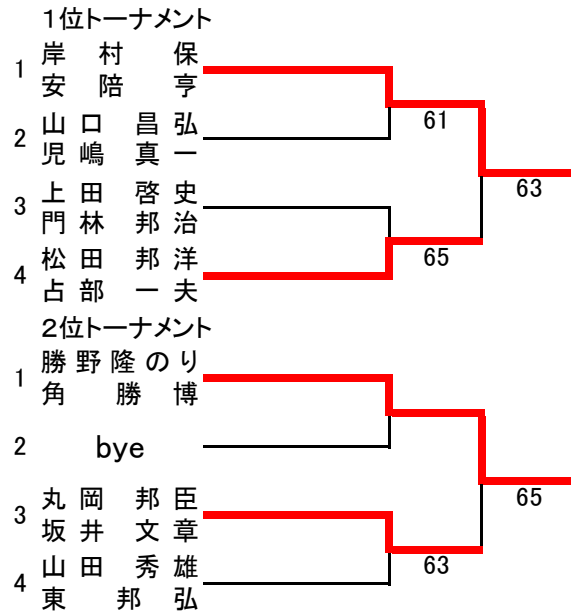 1位トーナメント
1 岸村 保
安陪 亨
61
2 山口 昌弘
児嶋 真一
63
3 上田 啓史
門林 邦治
65
4 松田 邦洋
占部 一夫
2位トーナメント
1 勝野隆のり
角 勝博
2 bye
65
3 丸岡 邦臣
坂井 文章
63
4 山田 秀雄
東 邦弘